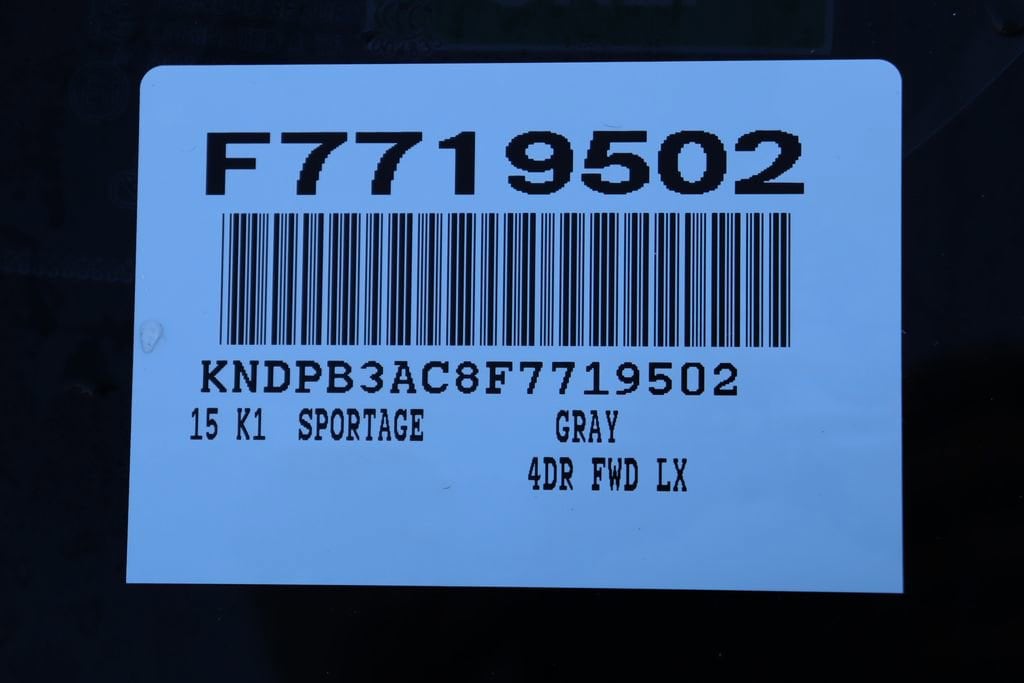 F7719502
KNDPB3AC8F7719502
15 K1 SPORTAGE GRAY
4DR FWD LX